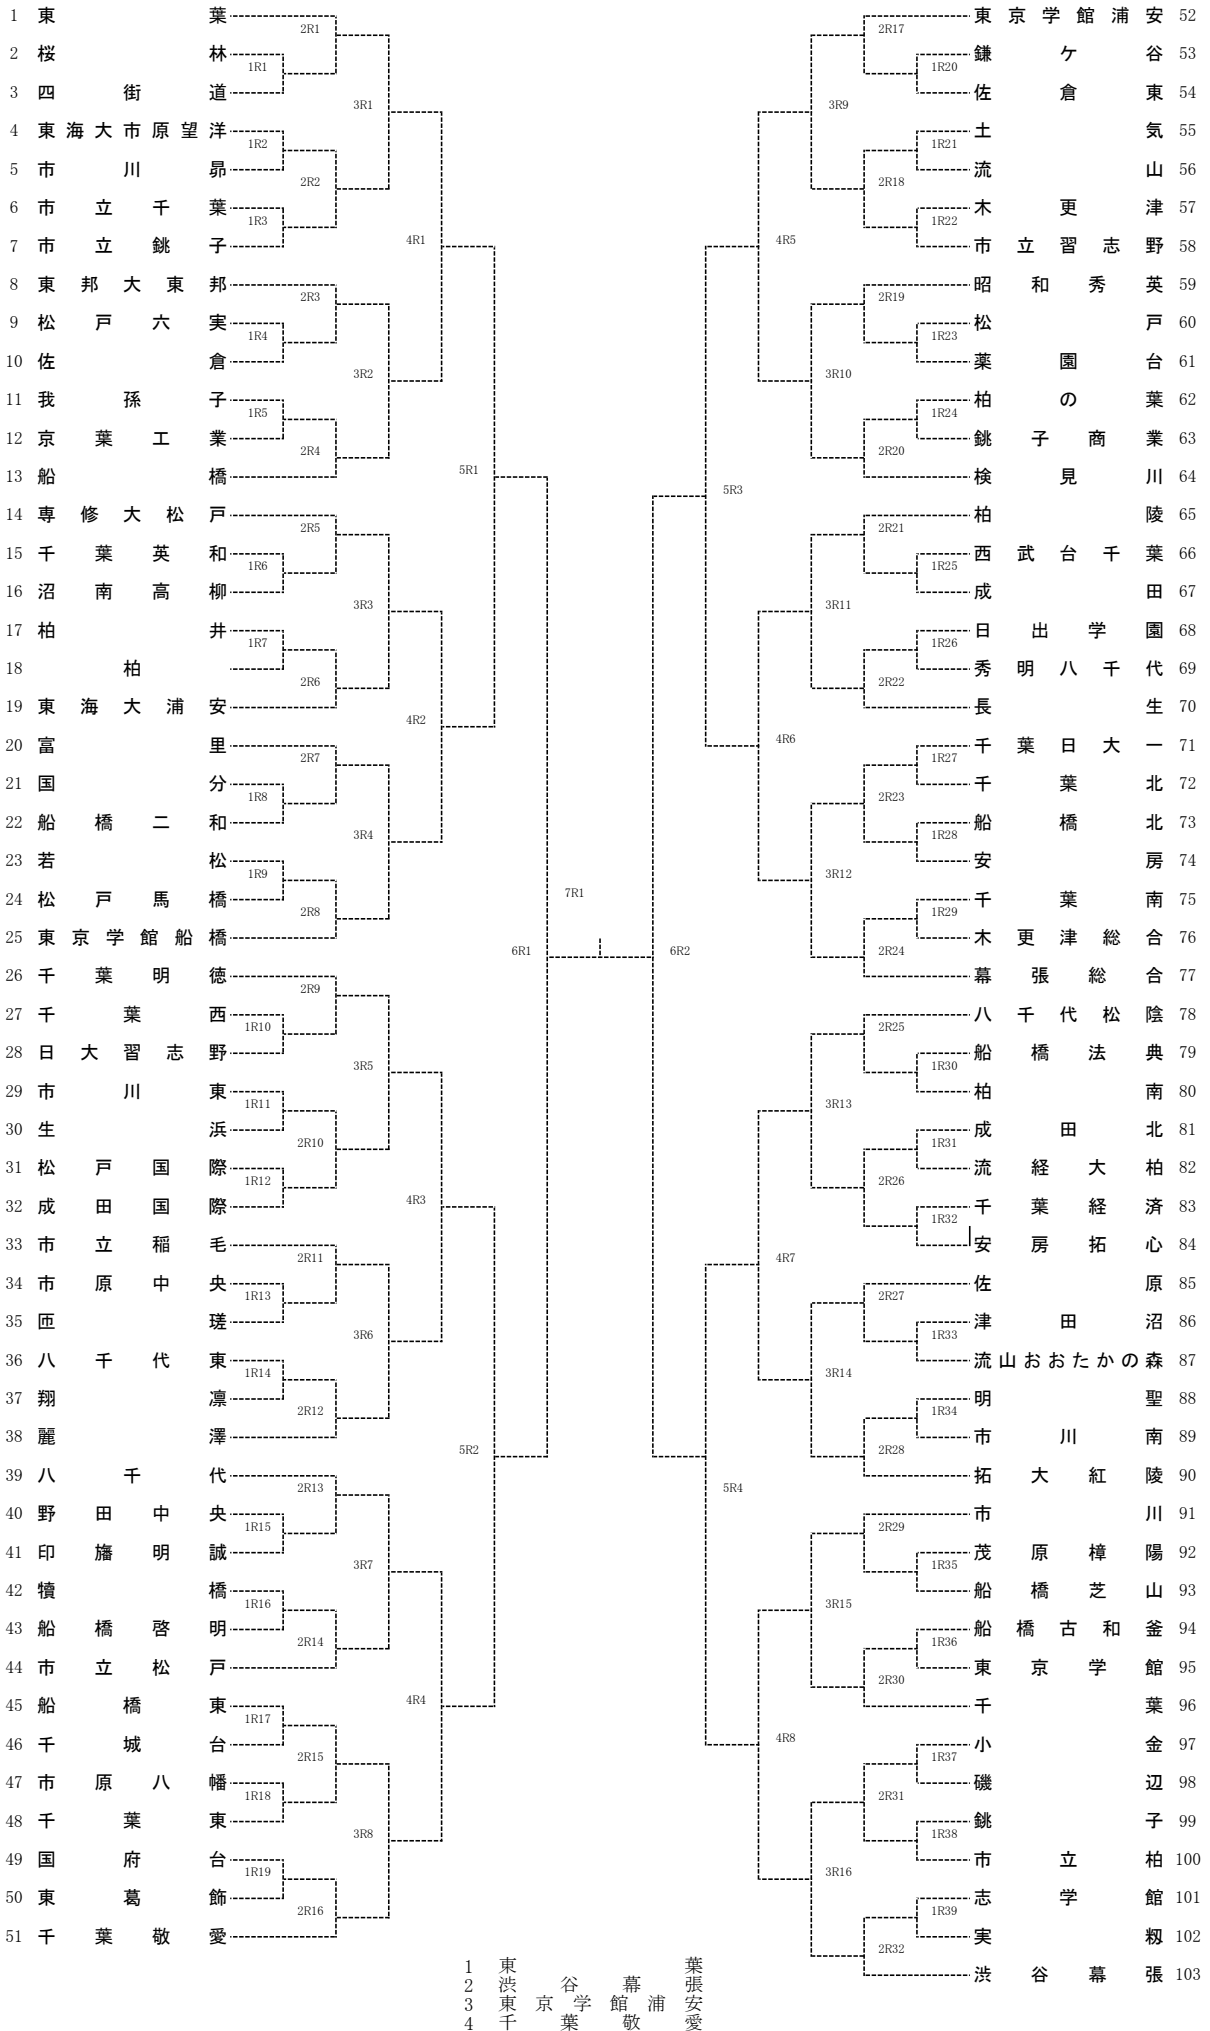 1 東葉
2 桜林
3 四街道
4 東海大市原望洋
5 市川昴
6 市立千葉
7 市立銚子
8 東邦大東邦
9 松戸六実
10 佐倉
11 我孫子
12 京葉工業
13 船橋
14 専修大松戸
15 千葉英和
16 沼南高柳
17 柏井
18 柏
19 東海大浦安
20 富里
21 国分
22 船橋二和
23 若松
24 松戸馬橋
25 東京学館船橋
26 千葉明徳
27 千葉西
28 日大習志野
29 市川東
30 生浜
31 松戸国際
32 成田国際
33 市立稲毛
34 市原中央
35 匝瑳
36 八千代東
37 翔凛
38 麗澤
39 八千代
40 野田中央
41 印旛明誠
42 犢橋
43 船橋啓明
44 市立松戸
45 船橋東
46 千城台
47 市原八幡
48 千葉東
49 国府台
50 東葛飾
51 千葉敬愛
1R1
1R2
1R3
1R4
1R5
1R6
1R7
1R8
1R9
1R10
1R11
1R12
1R13
1R14
1R15
1R16
1R17
1R18
1R19
2R1
2R2
2R3
2R4
2R5
2R6
2R7
2R8
2R9
2R10
2R11
2R12
2R13
2R14
2R15
2R16
3R1
3R2
3R3
3R4
3R5
3R6
3R7
3R8
4R1
4R2
4R3
4R4
5R1
5R2
6R1
7R1
6R2
5R3
5R4
4R5
4R6
4R7
4R8
3R9
3R10
3R11
3R12
3R13
3R14
3R15
3R16
2R17
2R18
2R19
2R20
2R21
2R22
2R23
2R24
2R25
2R26
2R27
2R28
2R29
2R30
2R31
2R32
1R20
1R21
1R22
1R23
1R24
1R25
1R26
1R27
1R28
1R29
1R30
1R31
1R32
1R33
1R34
1R35
1R36
1R37
1R38
1R39
東京学館浦安 52
鎌ケ谷 53
佐倉東 54
土気 55
流山 56
木更津 57
市立習志野 58
昭和秀英 59
松戸 60
薬園台 61
柏の葉 62
銚子商業 63
検見川 64
柏陵 65
西武台千葉 66
成田 67
日出学園 68
秀明八千代 69
長生 70
千葉日大一 71
千葉北 72
船橋北 73
安房 74
千葉南 75
木更津総合 76
幕張総合 77
八千代松陰 78
船橋法典 79
柏南 80
成田北 81
流経大柏 82
千葉経済 83
安房拓心 84
佐原 85
津田沼 86
流山おおたかの森 87
明聖 88
市川南 89
拓大紅陵 90
市川 91
茂原樟陽 92
船橋芝山 93
船橋古和釜 94
東京学館 95
千葉 96
小金 97
磯辺 98
銚子 99
市立柏 100
志学館 101
実籾 102
渋谷幕張 103
1 東葉
2 渋谷幕張
3 東京学館浦安
4 千葉敬愛